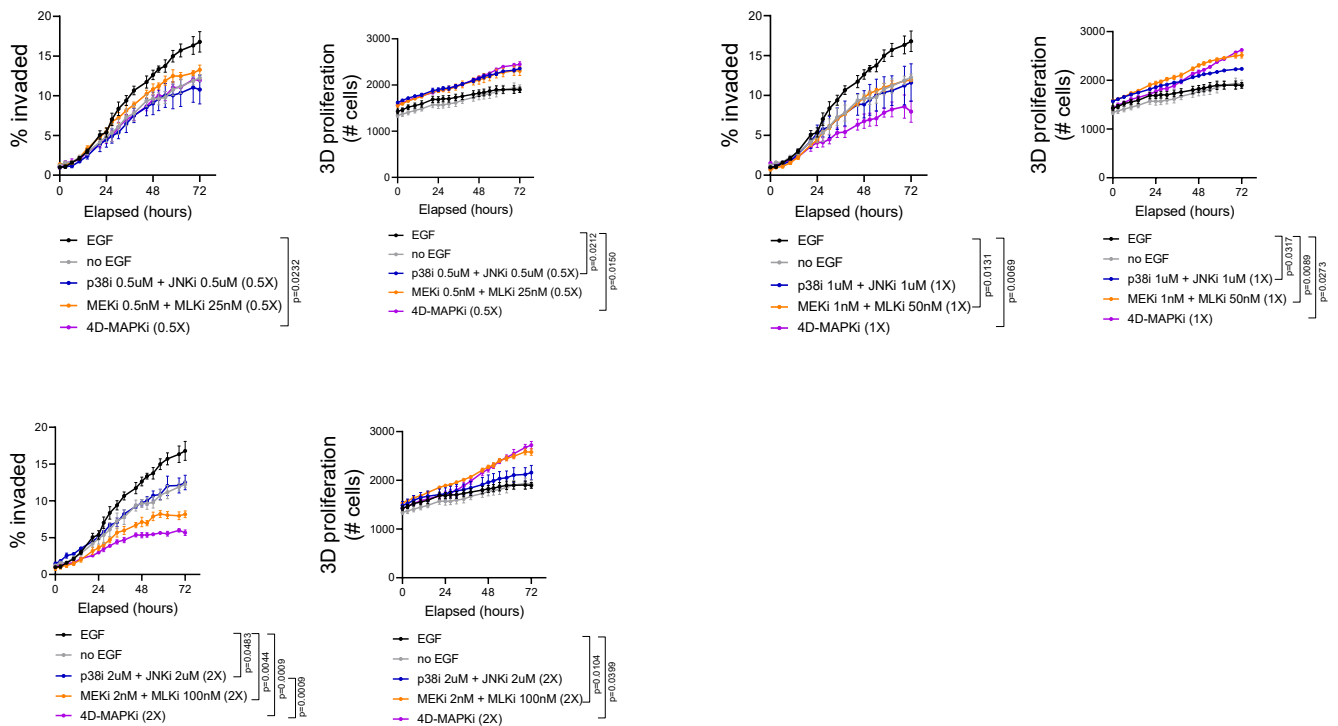 % invaded
20
15
10
5
0
0
24
48
72
Elapsed (hours)
EGF
no EGF
p38i 0.5uM + JNKi 0.5uM (0.5X)
MEKi 0.5nM + MLKi 25nM (0.5X)
4D-MAPKi (0.5X)
p=0.0232
3D proliferation
(# cells)
3000
2000
1000
0
0
24
48
72
Elapsed (hours)
EGF
no EGF
p38i 0.5uM + JNKi 0.5uM (0.5X)
MEKi 0.5nM + MLKi 25nM (0.5X)
4D-MAPKi (0.5X)
p=0.0212
p=0.0150
% invaded
20
15
10
5
0
0
24
48
72
Elapsed (hours)
EGF
no EGF
p38i 1uM + JNKi 1uM (1X)
MEKi 1nM + MLKi 50nM (1X)
4D-MAPKi (1X)
p=0.0131
p=0.0069
3D proliferation
(# cells)
3000
2000
1000
0
0
24
48
72
Elapsed (hours)
EGF
no EGF
p38i 1uM + JNKi 1uM (1X)
MEKi 1nM + MLKi 50nM (1X)
4D-MAPKi (1X)
p=0.0317
p=0.0089
p=0.0273
% invaded
20
15
10
5
0
0
24
48
72
Elapsed (hours)
EGF
no EGF
p38i 2uM + JNKi 2uM (2X)
MEKi 2nM + MLKi 100nM (2X)
4D-MAPKi (2X)
p=0.0483
p=0.0044
p=0.0009
p=0.0009
3D proliferation
(# cells)
3000
2000
1000
0
0
24
48
72
Elapsed (hours)
EGF
no EGF
p38i 2uM + JNKi 2uM (2X)
MEKi 2nM + MLKi 100nM (2X)
4D-MAPKi (2X)
p=0.0104
p=0.0399